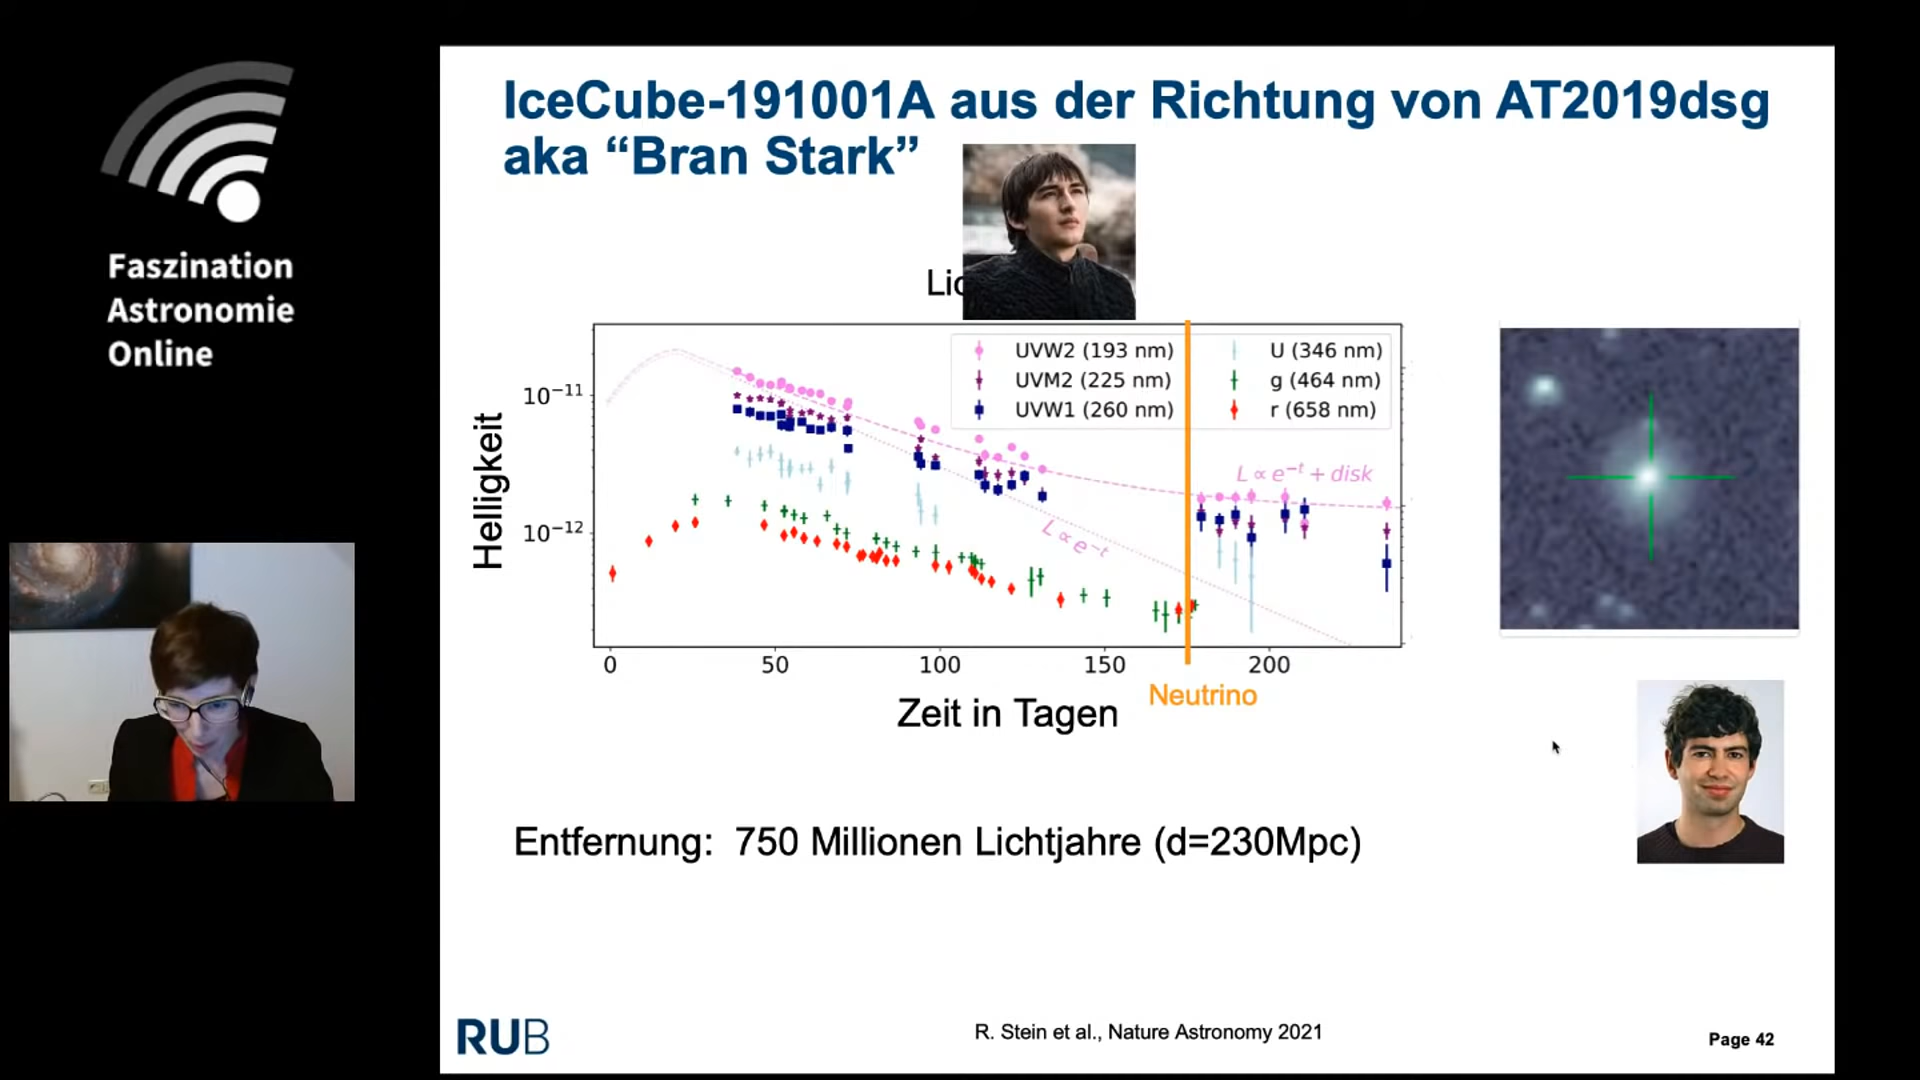 Faszination
Astronomie
Online
IceCube-191001A aus der Richtung von AT2019dsg
aka “Bran Stark”
Helligkeit
10⁻¹¹
10⁻¹²
UVW2 (193 nm)
UVM2 (225 nm)
UVW1 (260 nm)
U (346 nm)
g (464 nm)
r (658 nm)
L ∝ e⁻ᵗ + disk
L ∝ e⁻ᵗ
0 50 100 150 200
Neutrino
Zeit in Tagen
Entfernung: 750 Millionen Lichtjahre (d=230Mpc)
RUB
R. Stein et al., Nature Astronomy 2021
Page 42